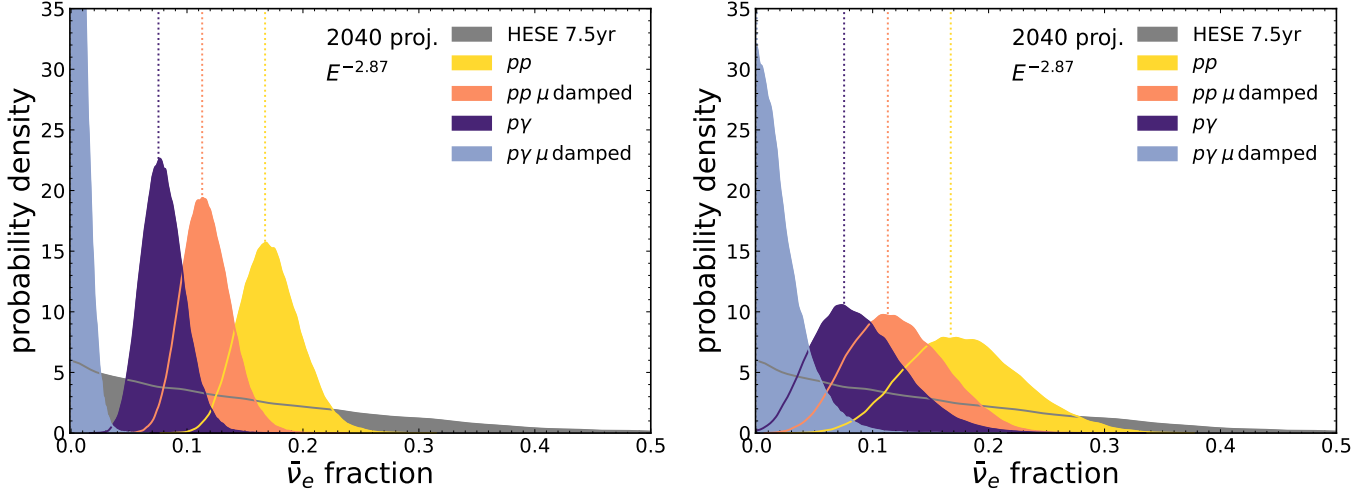 35
30
25
20
15
10
5
0
0.0
0.1
0.2
0.3
0.4
0.5
probability density
ν̄ₑ fraction
2040 proj.
E⁻²·⁸⁷
HESE 7.5yr
pp
pp μ damped
pγ
pγ μ damped
35
30
25
20
15
10
5
0
0.0
0.1
0.2
0.3
0.4
0.5
probability density
ν̄ₑ fraction
2040 proj.
E⁻²·⁸⁷
HESE 7.5yr
pp
pp μ damped
pγ
pγ μ damped